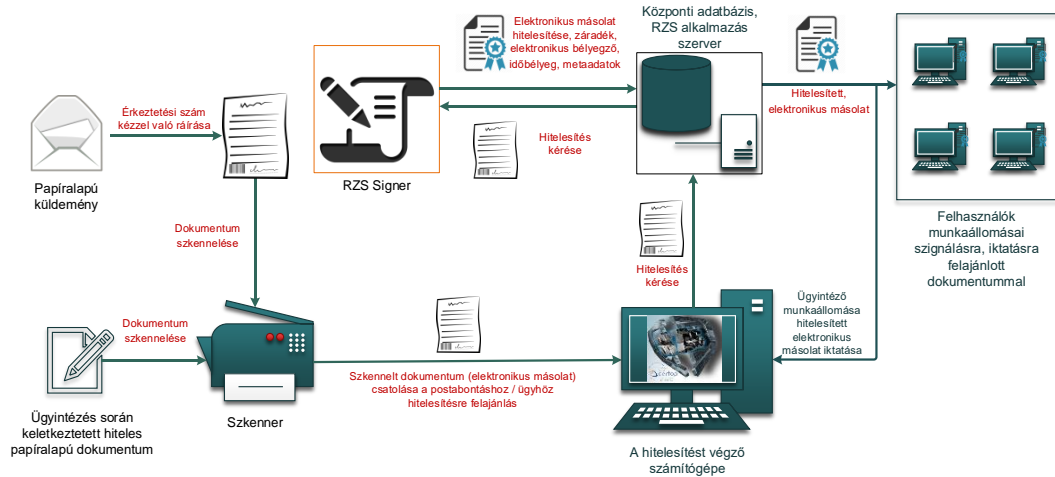 Elektronikus másolat
hitelesítése, záradék,
elektronikus bélyegző,
időbélyeg, metaadatok
Központi adatbázis,
RZS alkalmazás
szerver
Érkeztetési szám
kézzel való ráírása
Papíralapú
küldemény
RZS Signer
Hitelesítés
kérése
Hitelesített,
elektronikus másolat
Felhasználók
munkaállomásai
szignálásra, iktatásra
felajánlott
dokumentummal
Dokumentum
szkennelése
Hitelesítés
kérése
Ügyintéző
munkaállomása
hitelesített
elektronikus
másolat iktatása
Dokumentum
szkennelése
Szkennelt dokumentum (elektronikus másolat)
csatolása a postabontáshoz / ügyhöz
hitelesítésre felajánlás
Ügyintézés során
keletkeztetett hiteles
papíralapú dokumentum
Szkenner
A hitelesítést végző
számítógépe